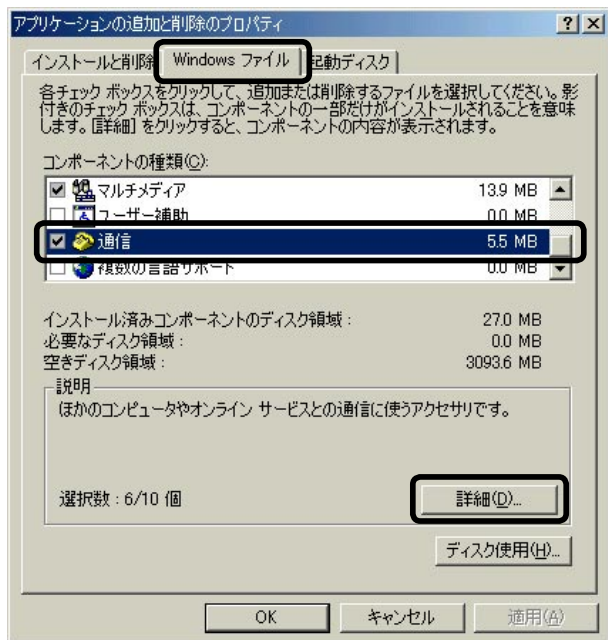 アプリケーションの追加と削除のプロパティ
? ×
インストールと削除 Windows ファイル 起動ディスク
各チェック ボックスをクリックして、追加または削除するファイルを選択してください。影
付きのチェック ボックスは、コンポーネントの一部だけがインストールされることを意味
します。[詳細] をクリックすると、コンポーネントの内容が表示されます。
コンポーネントの種類(C):
マルチメディア 13.9 MB
ユーザー補助 0.0 MB
通信 5.5 MB
複数の言語サポート 0.0 MB
インストール済みコンポーネントのディスク領域 : 27.0 MB
必要なディスク領域 : 0.0 MB
空きディスク領域 : 3093.6 MB
説明
ほかのコンピュータやオンライン サービスとの通信に使うアクセサリです。
選択数 : 6/10 個
詳細(D)...
ディスク使用(H)...
OK キャンセル 適用(A)